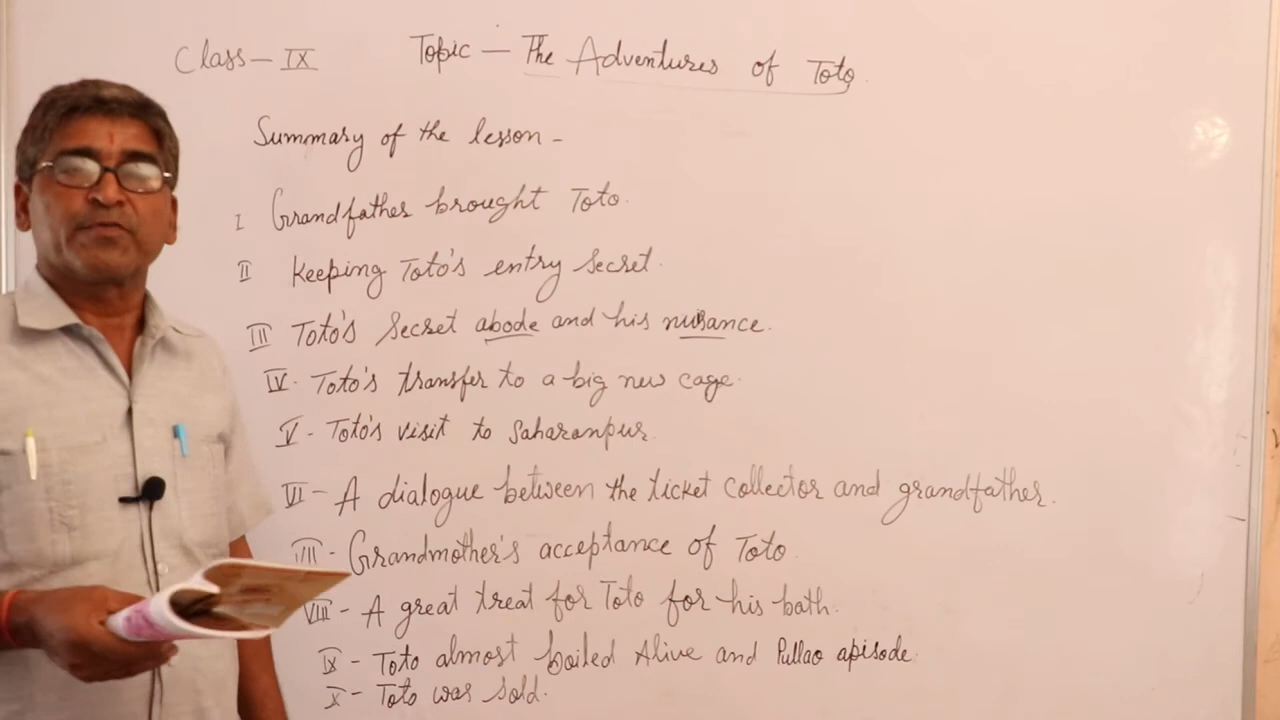 Class - IX Topic - The Adventures of Toto
Summary of the lesson -
I Grandfather brought Toto.
II Keeping Toto's entry secret.
III Toto's secret abode and his nuisance.
IV. Toto's transfer to a big new cage.
V - Toto's visit to Saharanpur.
VI - A dialogue between the ticket collector and grandfather.
VII - Grandmother's acceptance of Toto.
VIII - A great treat for Toto for his bath.
IX - Toto almost boiled Alive and Pullao apisode
X - Toto was sold.